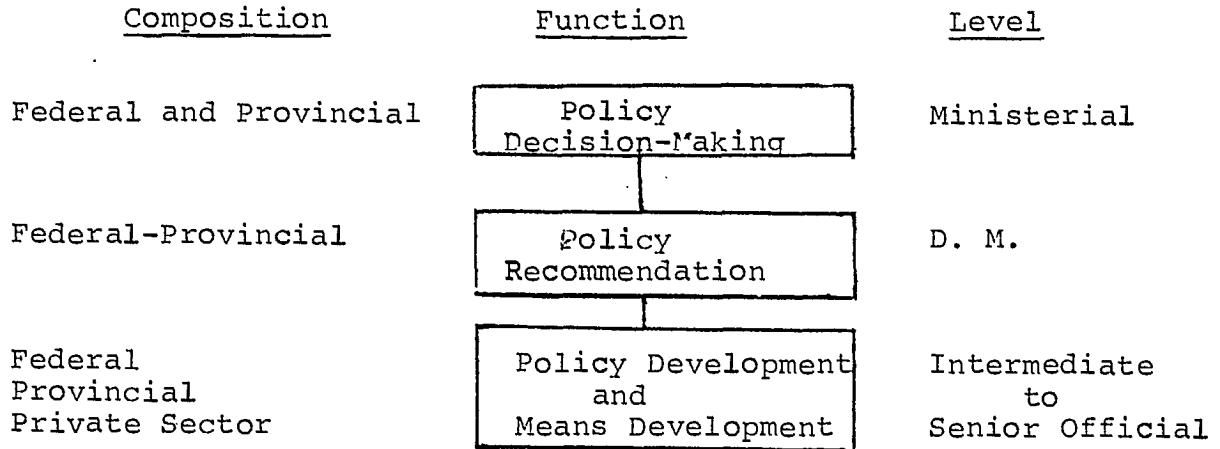 Composition Function Level
Federal and Provincial Policy Ministerial
Decision-Making
Federal-Provincial Policy D. M.
Recommendation
Federal Policy Development Intermediate
Provincial and to
Private Sector Means Development Senior Official